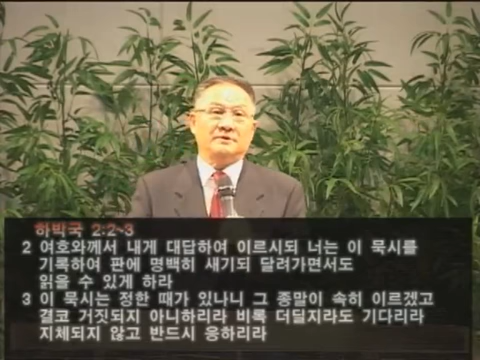 하박국 2:2~3
2 여호와께서 내게 대답하여 이르시되 너는 이 묵시를
기록하여 판에 명백히 새기되 달려가면서도
읽을 수 있게 하라
3 이 묵시는 정한 때가 있나니 그 종말이 속히 이르겠고
결코 거짓되지 아니하리라 비록 더딜지라도 기다리라
지체되지 않고 반드시 응하리라